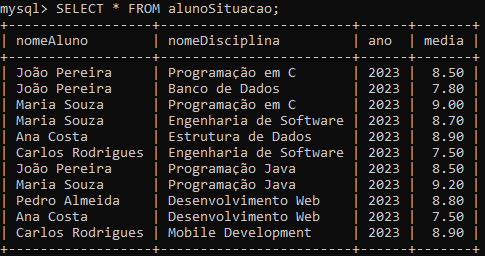 mysql> SELECT * FROM alunoSituacao;
+------------------+------------------------+------+-------+
| nomeAluno        | nomeDisciplina         | ano  | media |
+------------------+------------------------+------+-------+
| João Pereira     | Programação em C       | 2023 |  8.50 |
| João Pereira     | Banco de Dados         | 2023 |  7.80 |
| Maria Souza      | Programação em C       | 2023 |  9.00 |
| Maria Souza      | Engenharia de Software | 2023 |  8.70 |
| Ana Costa        | Estrutura de Dados     | 2023 |  8.90 |
| Carlos Rodrigues | Engenharia de Software | 2023 |  7.50 |
| João Pereira     | Programação Java       | 2023 |  8.50 |
| Maria Souza      | Programação Java       | 2023 |  9.20 |
| Pedro Almeida    | Desenvolvimento Web    | 2023 |  8.80 |
| Ana Costa        | Desenvolvimento Web    | 2023 |  7.50 |
| Carlos Rodrigues | Mobile Development     | 2023 |  8.90 |
+------------------+------------------------+------+-------+